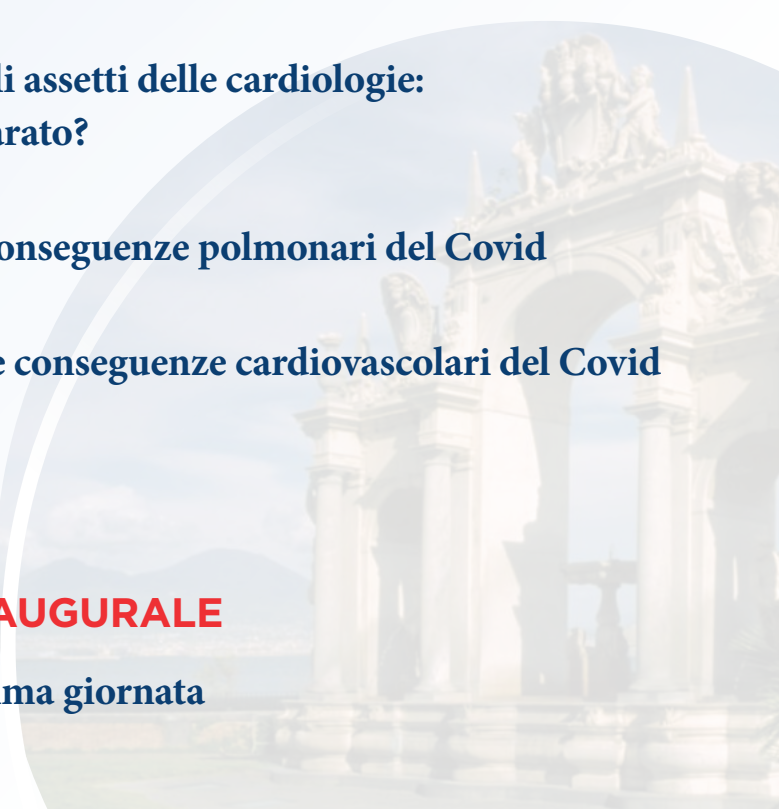 li assetti delle cardiologie:
arato?
onseguenze polmonari del Covid
e conseguenze cardiovascolari del Covid
AUGURALE
ma giornata